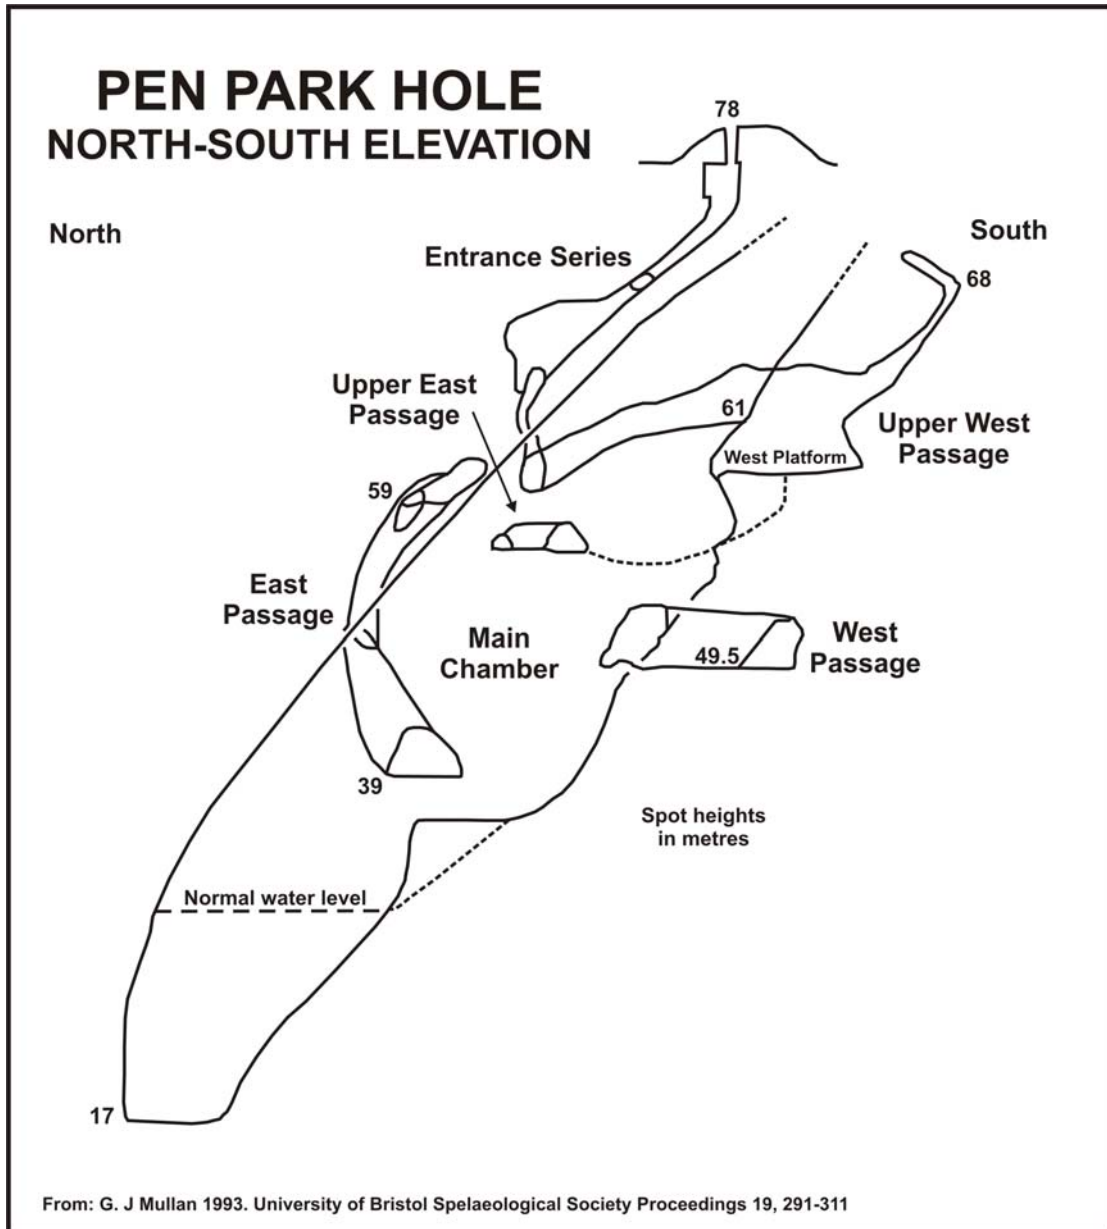 PEN PARK HOLE
NORTH-SOUTH ELEVATION
78
North
South
Entrance Series
68
Upper East
Passage
61
Upper West
Passage
West Platform
59
East
Passage
Main
Chamber
West
Passage
49.5
39
Spot heights
in metres
Normal water level
17
From: G. J Mullan 1993. University of Bristol Spelaeological Society Proceedings 19, 291-311